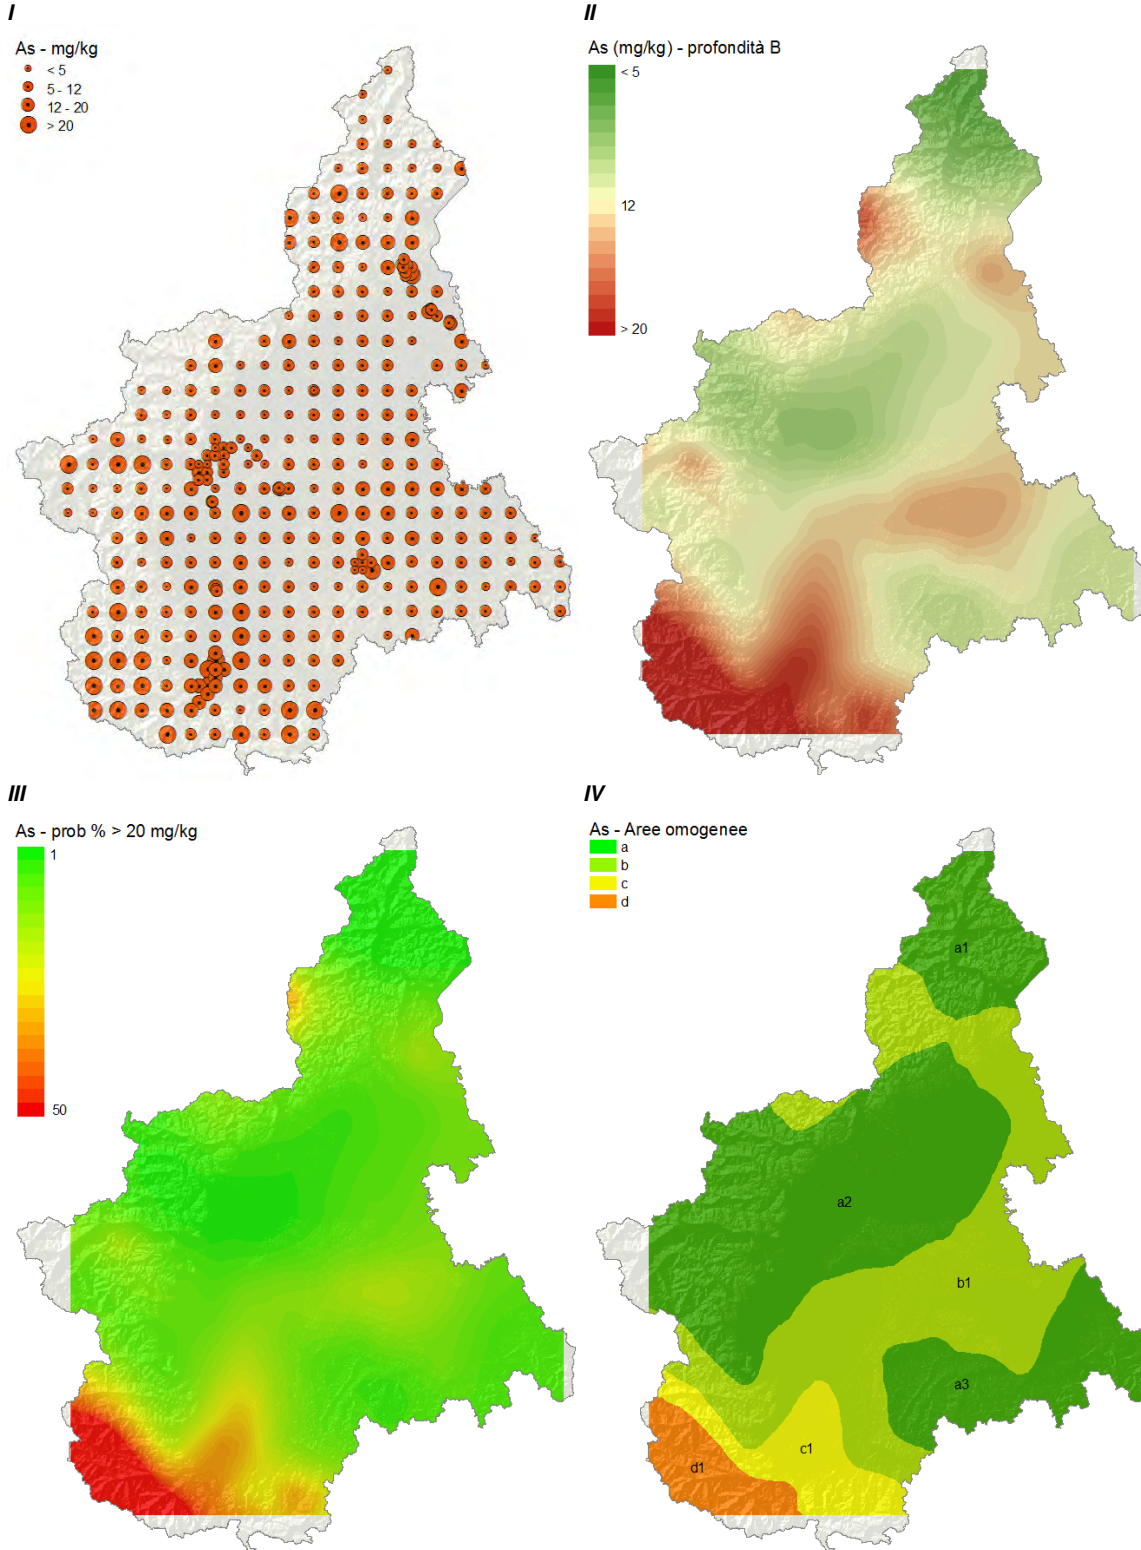 I
As - mg/kg
< 5
5 - 12
12 - 20
> 20
II
As (mg/kg) - profondità B
< 5
12
> 20
III
As - prob % > 20 mg/kg
1
50
IV
As - Aree omogenee
a
b
c
d
a1
a2
b1
a3
c1
d1